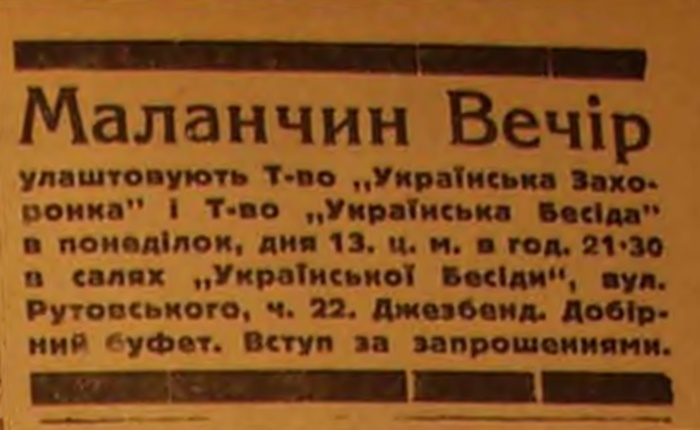 Маланчин Вечір
улаштовують Т-во „Українська Захо-
ронка" і Т-во „Українська Бесіда"
в понеділок, дня 13. ц. м. в год. 21·30
в салях „Української Бесіди", вул.
Рутовського, ч. 22. Джезбенд. Добір-
ний буфет. Вступ за запрошеннями.